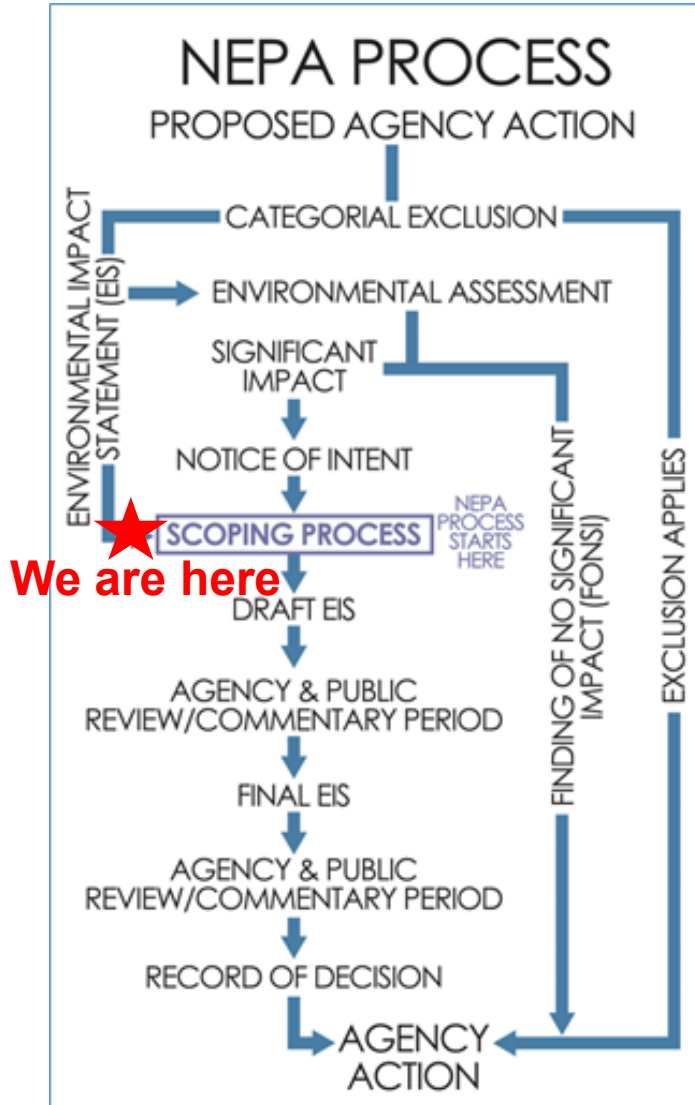 NEPA PROCESS
PROPOSED AGENCY ACTION
CATEGORIAL EXCLUSION
ENVIRONMENTAL IMPACT
STATEMENT (EIS)
ENVIRONMENTAL ASSESSMENT
SIGNIFICANT
IMPACT
NOTICE OF INTENT
SCOPING PROCESS
NEPA
PROCESS
STARTS
HERE
We are here
DRAFT EIS
AGENCY & PUBLIC
REVIEW/COMMENTARY PERIOD
FINAL EIS
AGENCY & PUBLIC
REVIEW/COMMENTARY PERIOD
RECORD OF DECISION
FINDING OF NO SIGNIFICANT
IMPACT (FONSI)
EXCLUSION APPLIES
AGENCY
ACTION